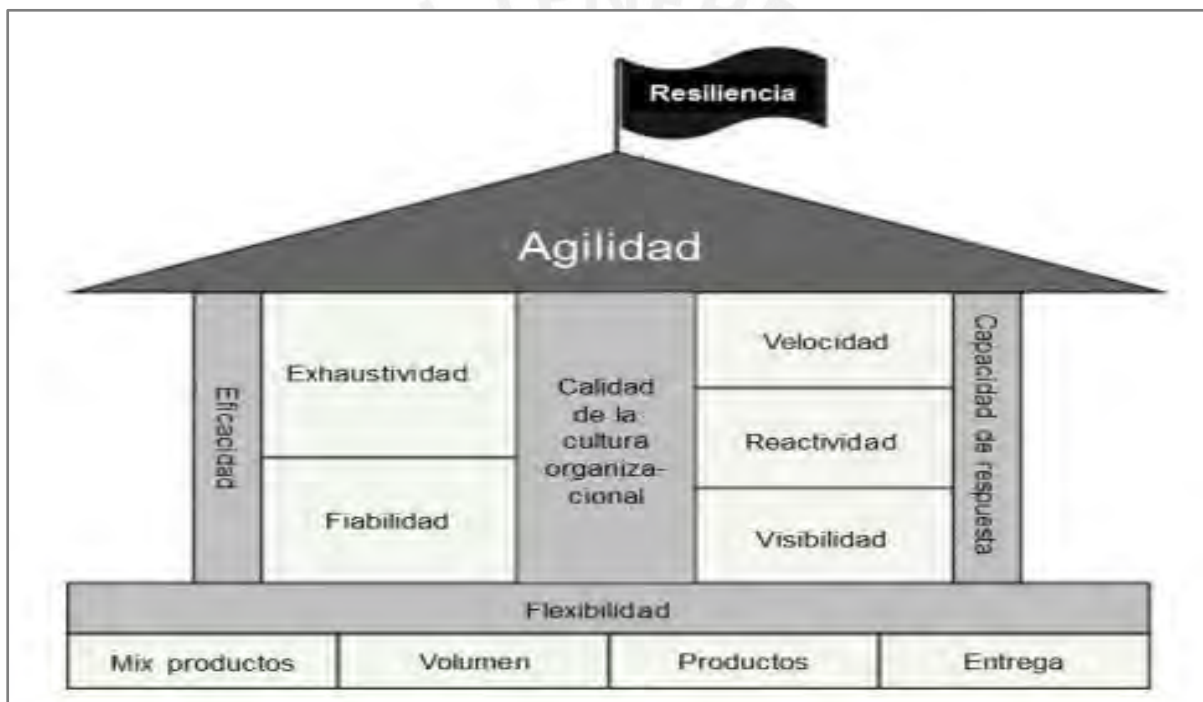 Resiliencia
Agilidad
Eficacidad
Exhaustividad
Fiabilidad
Calidad
de la
cultura
organiza-
cional
Velocidad
Reactividad
Visibilidad
Capacidad de respuesta
Flexibilidad
Mix productos
Volumen
Productos
Entrega